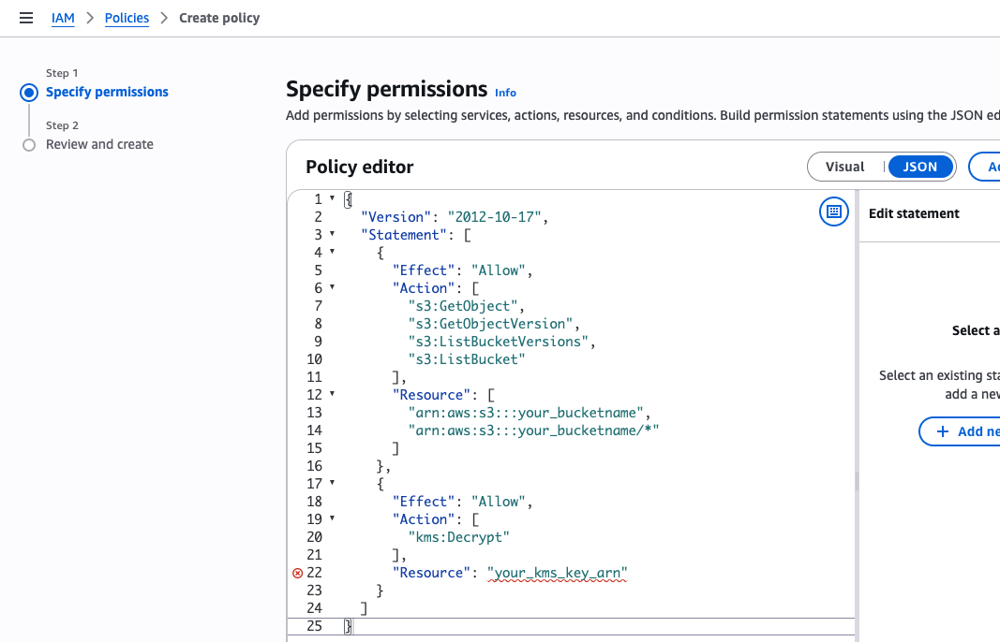 IAM > Policies > Create policy
Step 1
Specify permissions
Step 2
Review and create
Specify permissions Info
Add permissions by selecting services, actions, resources, and conditions. Build permission statements using the JSON ed
Policy editor
Visual | JSON
Ac
1 {
2 "Version": "2012-10-17",
3 "Statement": [
4 {
5 "Effect": "Allow",
6 "Action": [
7 "s3:GetObject",
8 "s3:GetObjectVersion",
9 "s3:ListBucketVersions",
10 "s3:ListBucket"
11 ],
12 "Resource": [
13 "arn:aws:s3:::your_bucketname",
14 "arn:aws:s3:::your_bucketname/*"
15 ]
16 },
17 {
18 "Effect": "Allow",
19 "Action": [
20 "kms:Decrypt"
21 ],
22 "Resource": "your_kms_key_arn"
23 }
24 ]
25 }
Edit statement
Select a
Select an existing sta
add a new
+ Add ne